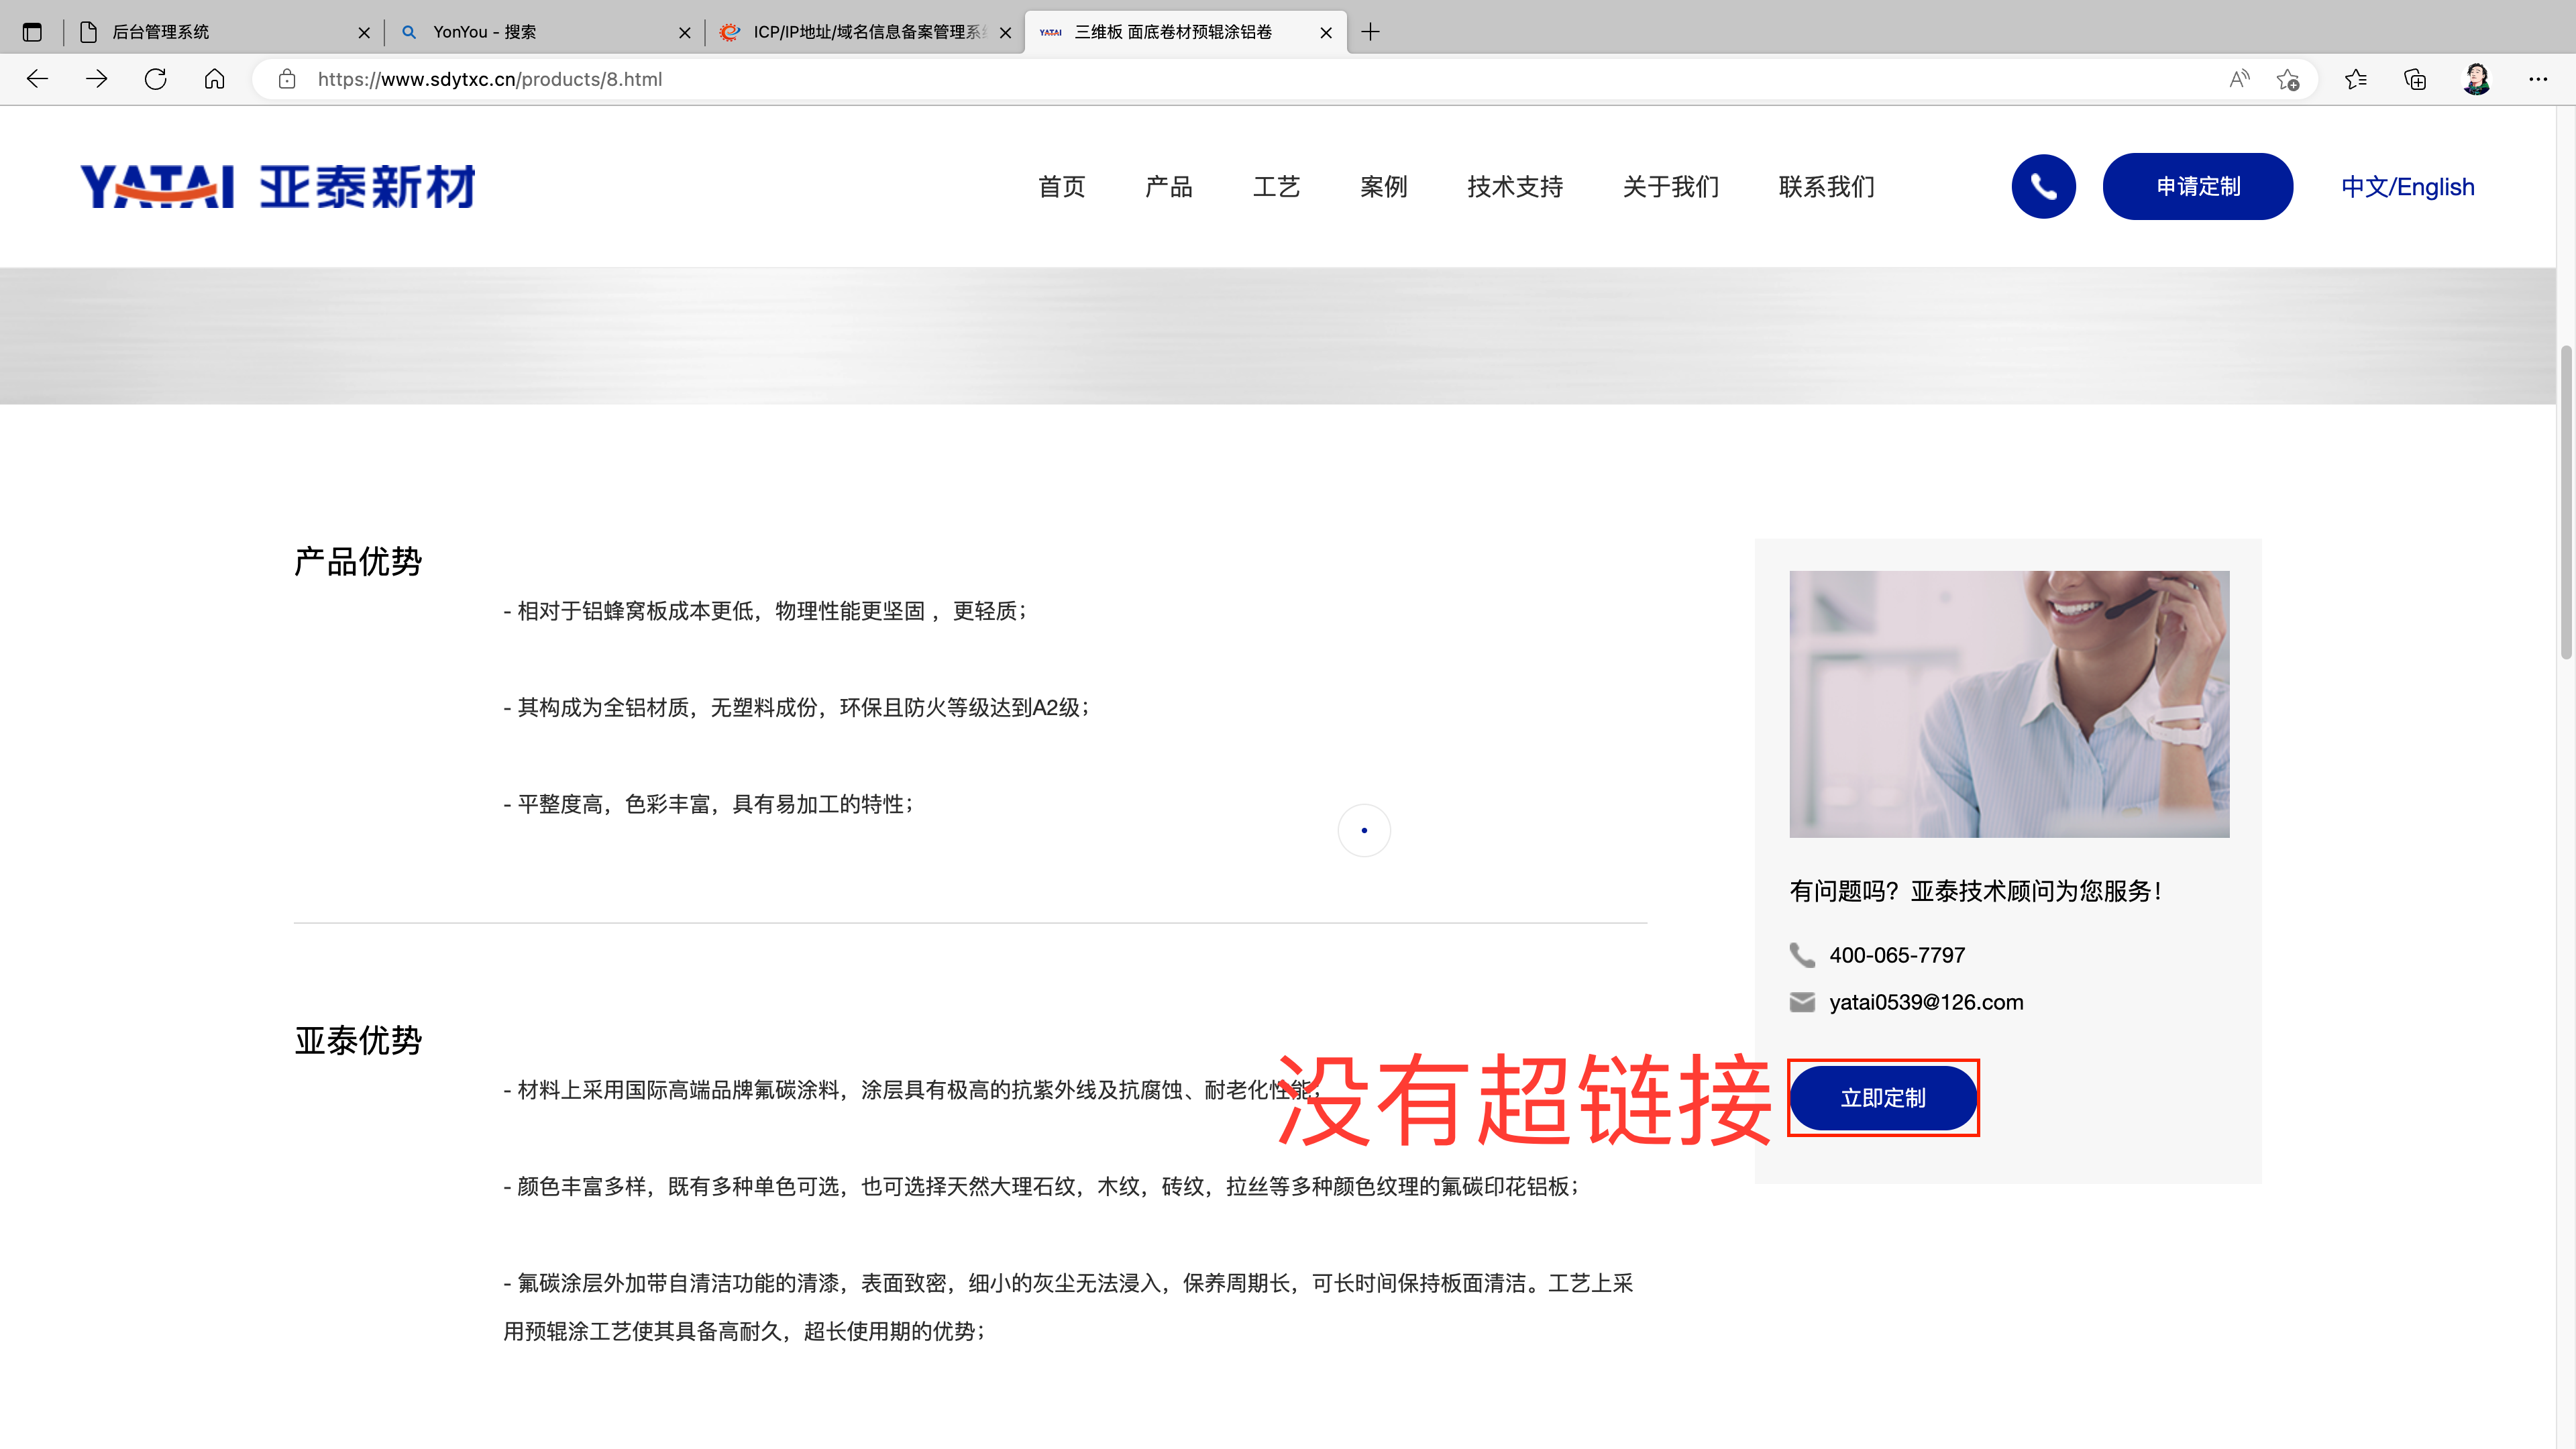 后台管理系统
YonYou - 搜索
ICP/IP地址/域名信息备案管理系统
三维板 面底卷材预辊涂铝卷
https://www.sdytxc.cn/products/8.html
YATAI 亚泰新材
首页
产品
工艺
案例
技术支持
关于我们
联系我们
申请定制
中文/English
产品优势
- 相对于铝蜂窝板成本更低，物理性能更坚固 ，更轻质；
- 其构成为全铝材质，无塑料成份，环保且防火等级达到A2级；
- 平整度高，色彩丰富，具有易加工的特性；
有问题吗？亚泰技术顾问为您服务！
400-065-7797
yatai0539@126.com
立即定制
没有超链接
亚泰优势
- 材料上采用国际高端品牌氟碳涂料，涂层具有极高的抗紫外线及抗腐蚀、耐老化性能；
- 颜色丰富多样，既有多种单色可选，也可选择天然大理石纹，木纹，砖纹，拉丝等多种颜色纹理的氟碳印花铝板；
- 氟碳涂层外加带自清洁功能的清漆，表面致密，细小的灰尘无法浸入，保养周期长，可长时间保持板面清洁。工艺上采
用预辊涂工艺使其具备高耐久，超长使用期的优势；